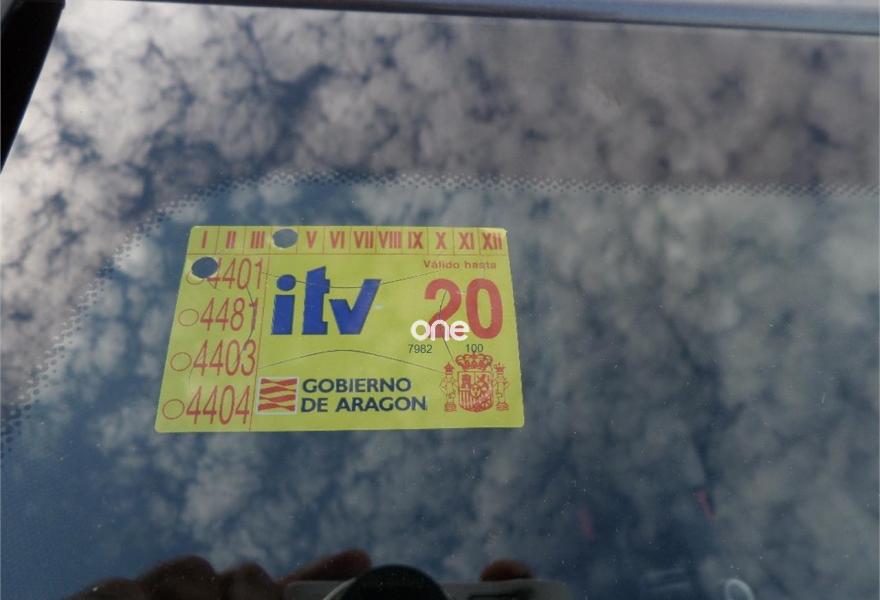 I II III V VI VII VIII IX X XI XII
4401
Válido hasta
itv
20
4481
one
7982 100
4403
GOBIERNO
DE ARAGON
4404